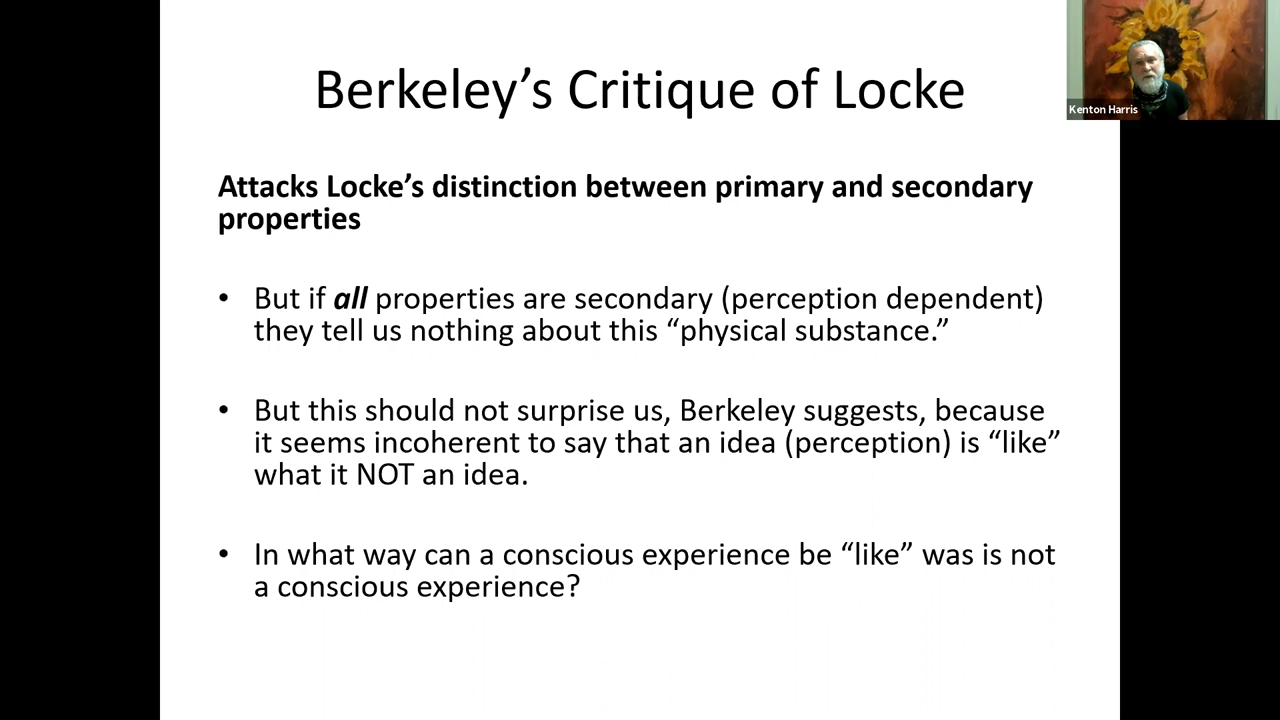 Berkeley’s Critique of Locke
Kenton Harris
Attacks Locke’s distinction between primary and secondary
properties
• But if all properties are secondary (perception dependent)
they tell us nothing about this “physical substance.”
• But this should not surprise us, Berkeley suggests, because
it seems incoherent to say that an idea (perception) is “like”
what it NOT an idea.
• In what way can a conscious experience be “like” was is not
a conscious experience?